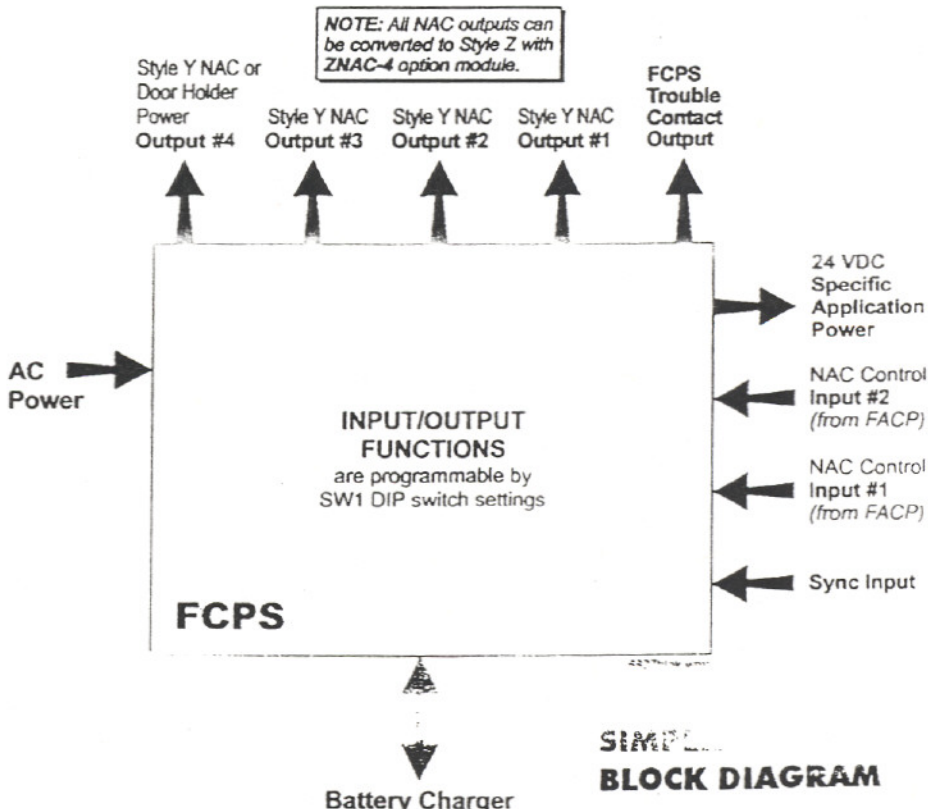 NOTE: All NAC outputs can
be converted to Style Z with
ZNAC-4 option module.
Style Y NAC or
Door Holder
Power
Output #4
Style Y NAC
Output #3
Style Y NAC
Output #2
Style Y NAC
Output #1
FCPS
Trouble
Contact
Output
24 VDC
Specific
Application
Power
AC
Power
NAC Control
Input #2
(from FACP)
INPUT/OUTPUT
FUNCTIONS
are programmable by
SW1 DIP switch settings
NAC Control
Input #1
(from FACP)
Sync Input
FCPS
BLOCK DIAGRAM
Battery Charger